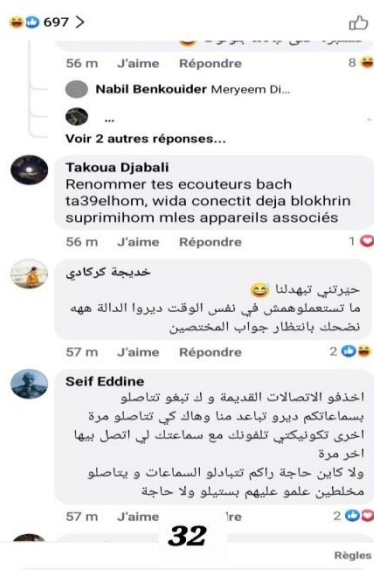 697 >
56 m J'aime Répondre 8
Nabil Benkouider Meryeem Di...
...
Voir 2 autres réponses...
Takoua Djabali
Renommer tes ecouteurs bach
ta39elhom, wida conectit deja blokhrin
suprimihom mles appareils associés
56 m J'aime Répondre 1
خديجة كركادي
حيرتني تبهدلنا
ما تستعملوهمش في نفس الوقت ديروا الدالة ههه
نضحك بانتظار جواب المختصين
57 m J'aime Répondre 2
Seif Eddine
احذفو الاتصالات القديمة و ك تبغو تتاصلو
بسماعاتكم ديرو تباعد منا وهاك كي تتاصلو مرة
اخرى تكونيكتي تلفونك مع سماعتك لي اتصل بيها
اخر مرة
ولا كاين حاجة راكم تتبادلو السماعات و يتاصلو
مخلطين علمو عليهم بستيلو ولا حاجة
57 m J'aime 32 re 2
Règles